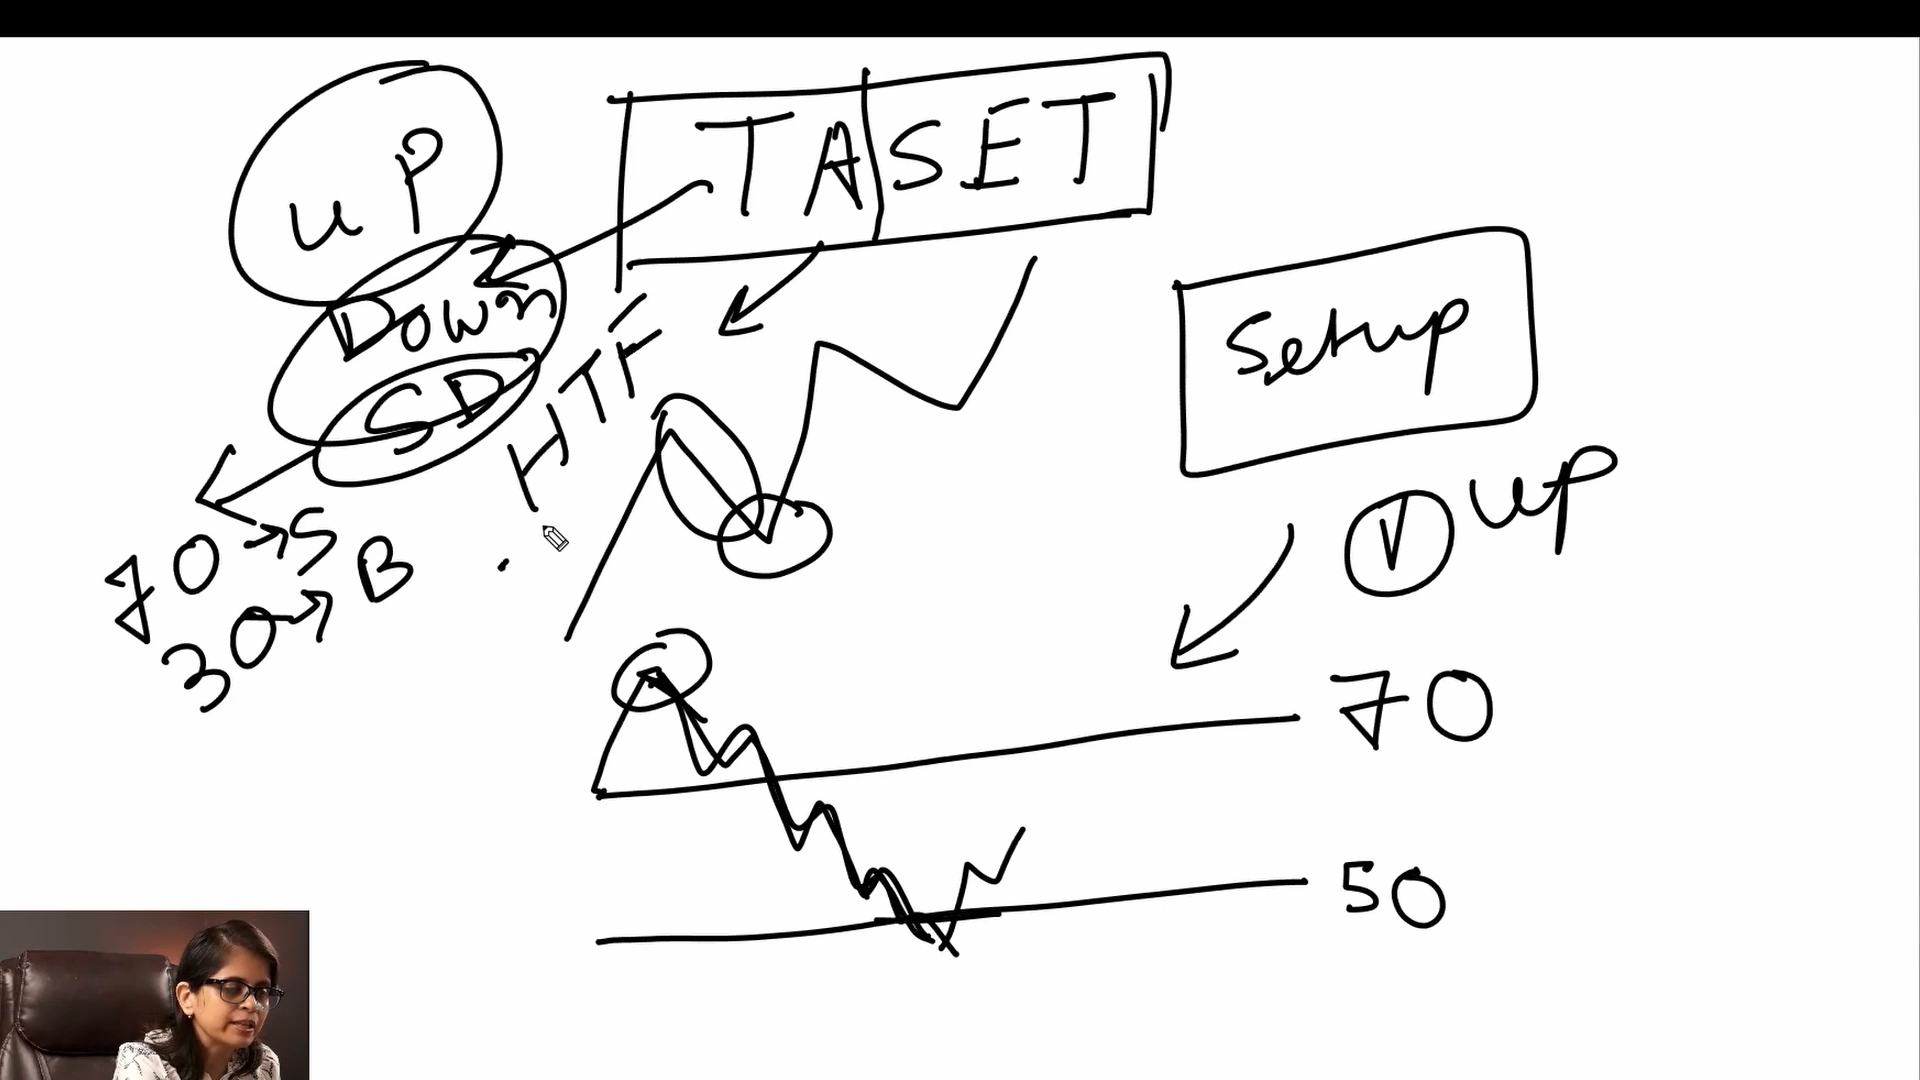 TASET
UP
Down
SD
HTF
Setup
1 up
70 → S
30 → B
70
50